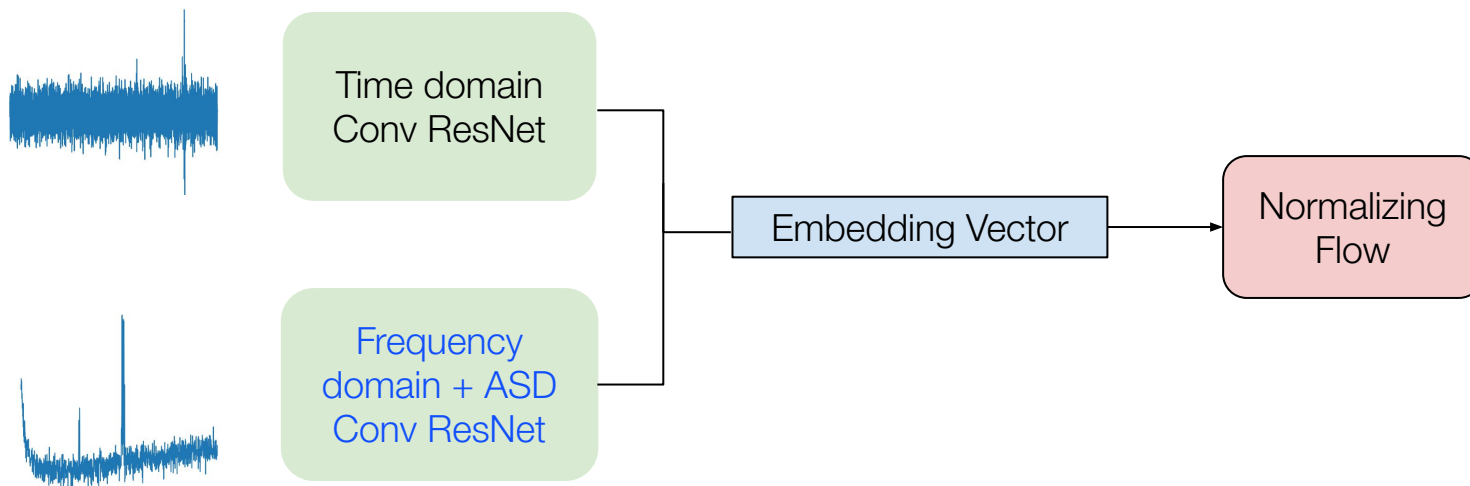 Time domain
Conv ResNet
Frequency
domain + ASD
Conv ResNet
Embedding Vector
Normalizing
Flow